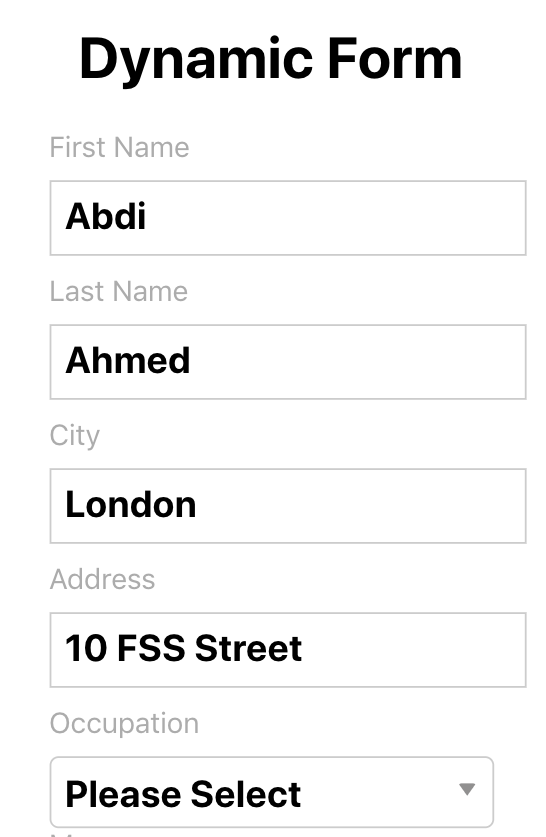 Dynamic Form
First Name
Abdi
Last Name
Ahmed
City
London
Address
10 FSS Street
Occupation
Please Select